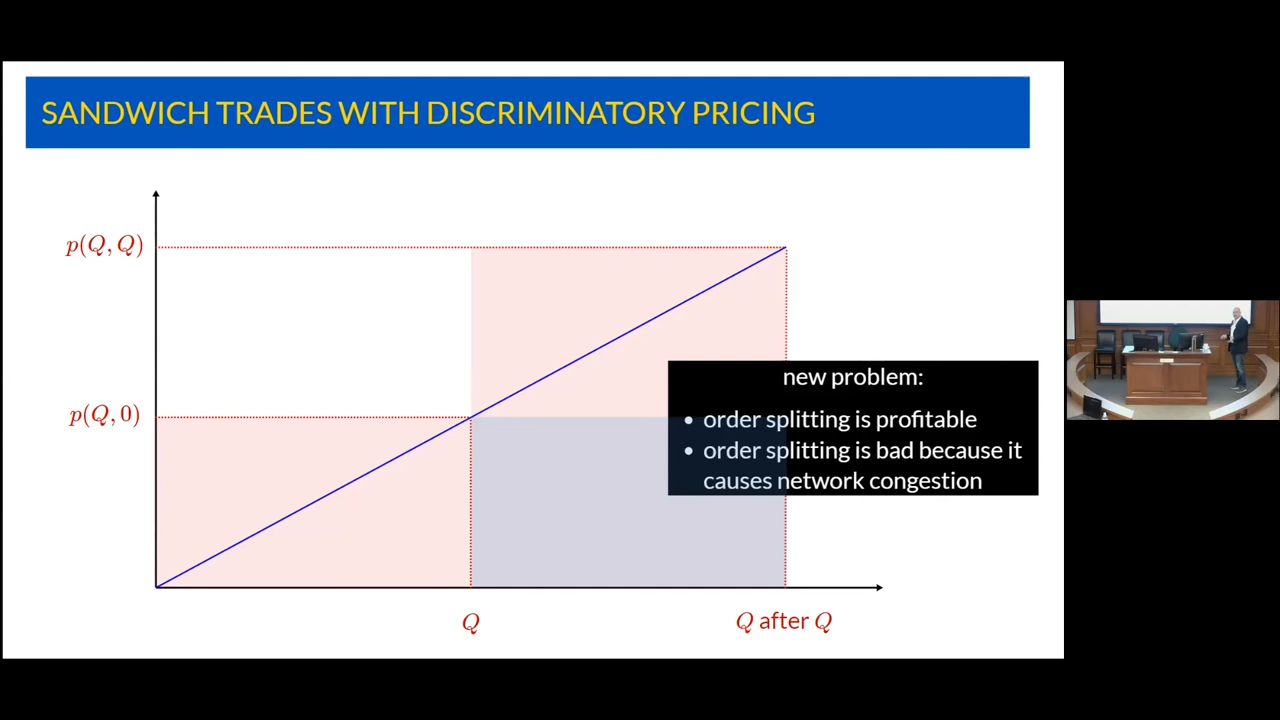 SANDWICH TRADES WITH DISCRIMINATORY PRICING
p(Q, Q)
p(Q, 0)
new problem:
• order splitting is profitable
• order splitting is bad because it
causes network congestion
Q
Q after Q